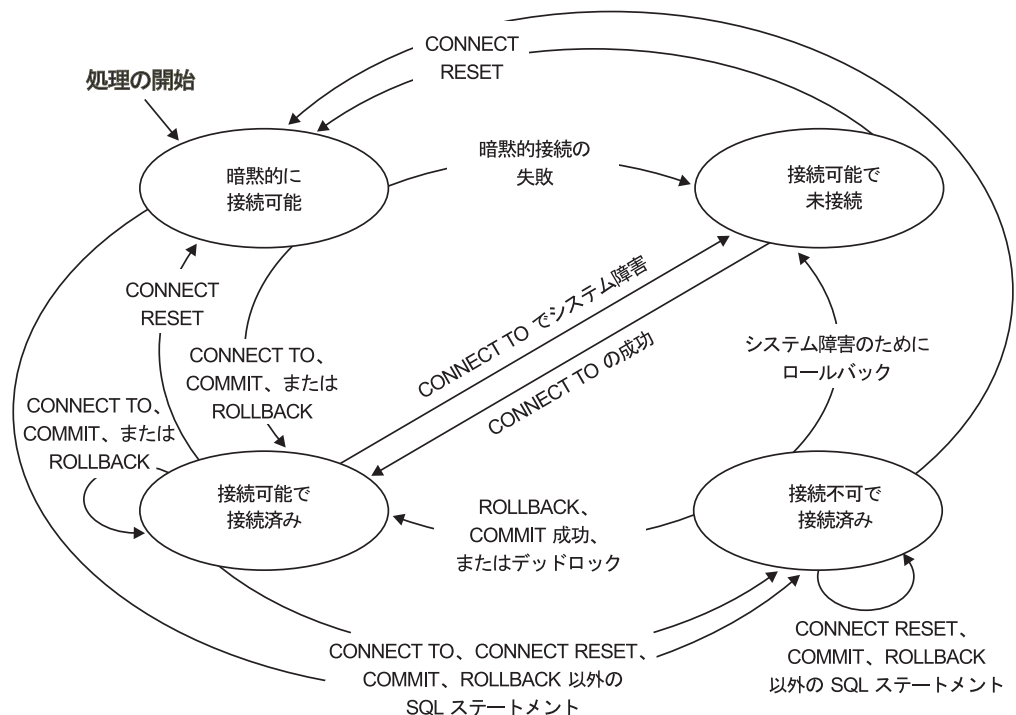 CONNECT
RESET
処理の開始
暗黙的に
接続可能
暗黙的接続の
失敗
接続可能で
未接続
CONNECT
RESET
CONNECT TO でシステム障害
CONNECT TO の成功
システム障害のために
ロールバック
CONNECT TO、
COMMIT、または
ROLLBACK
CONNECT TO、
COMMIT、または
ROLLBACK
接続可能で
接続済み
ROLLBACK、
COMMIT 成功、
またはデッドロック
接続不可で
接続済み
CONNECT TO、CONNECT RESET、
COMMIT、ROLLBACK 以外の
SQL ステートメント
CONNECT RESET、
COMMIT、ROLLBACK
以外の SQL ステートメント